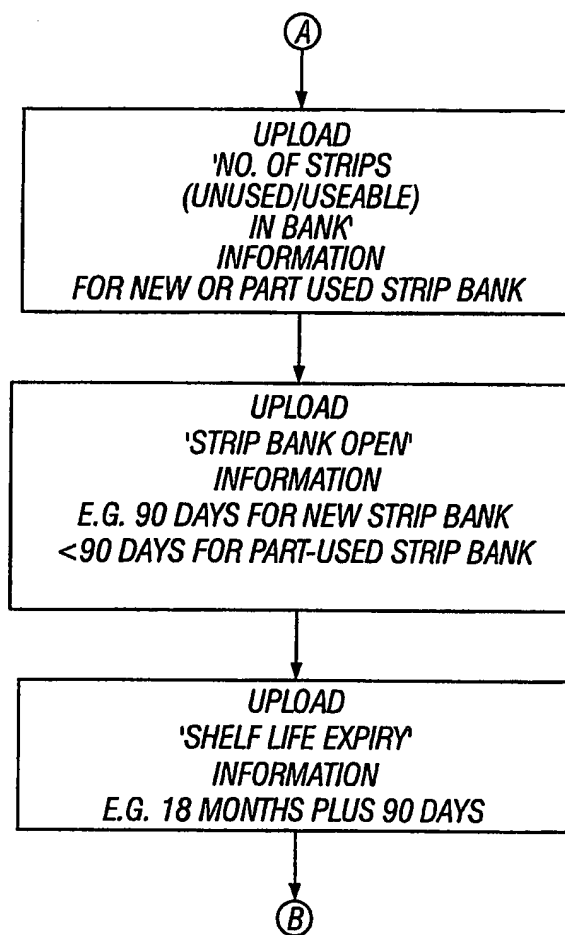 A
UPLOAD
'NO. OF STRIPS
(UNUSED/USEABLE)
IN BANK'
INFORMATION
FOR NEW OR PART USED STRIP BANK
UPLOAD
'STRIP BANK OPEN'
INFORMATION
E.G. 90 DAYS FOR NEW STRIP BANK
<90 DAYS FOR PART-USED STRIP BANK
UPLOAD
'SHELF LIFE EXPIRY'
INFORMATION
E.G. 18 MONTHS PLUS 90 DAYS
B